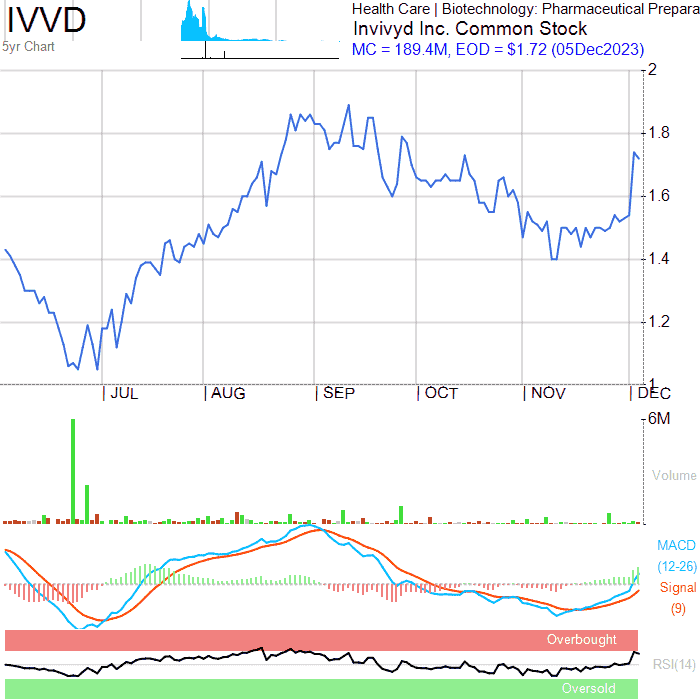 IVVD
5yr Chart
Health Care | Biotechnology: Pharmaceutical Prepara
Invivyd Inc. Common Stock
MC = 189.4M, EOD = $1.72 (05Dec2023)
2
1.8
1.6
1.4
1.2
1
| JUL | AUG | SEP | OCT | NOV | DEC
6M
Volume
MACD
(12-26)
Signal
(9)
Overbought
RSI(14)
Oversold